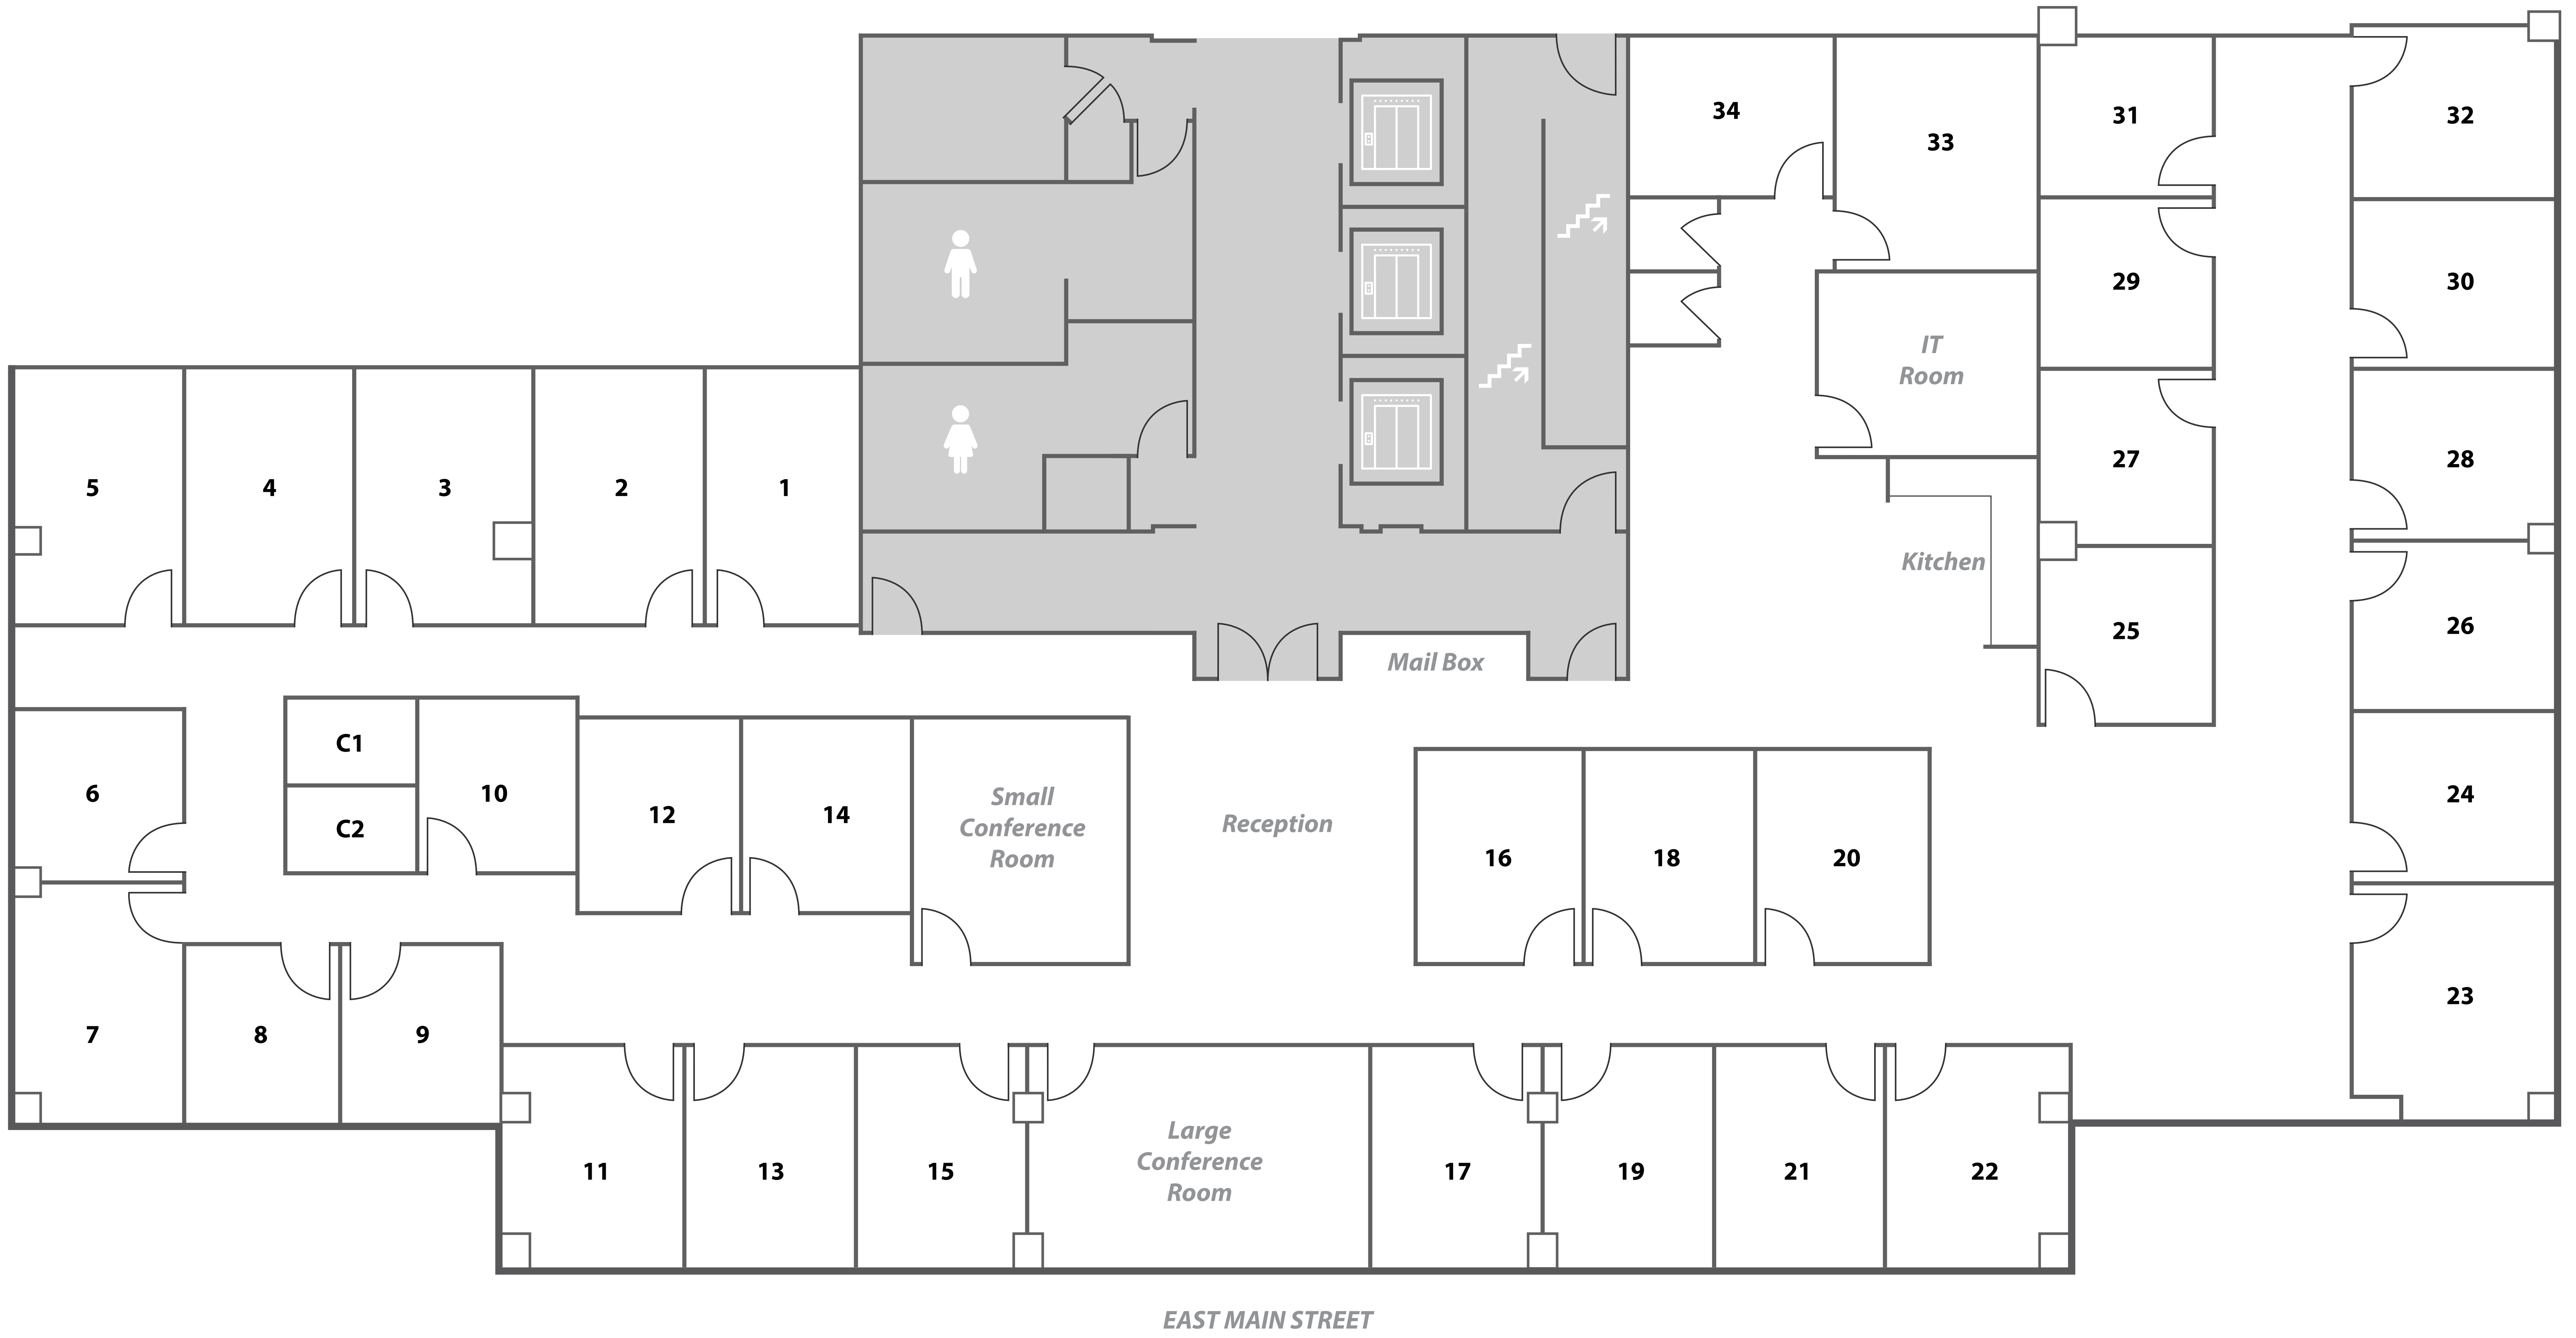 34
33
31
32
29
30
IT
Room
27
28
5
4
3
2
1
Kitchen
25
26
Mail Box
C1
C2
6
10
12
14
Small
Conference
Room
Reception
16
18
20
24
23
7
8
9
11
13
15
Large
Conference
Room
17
19
21
22
EAST MAIN STREET